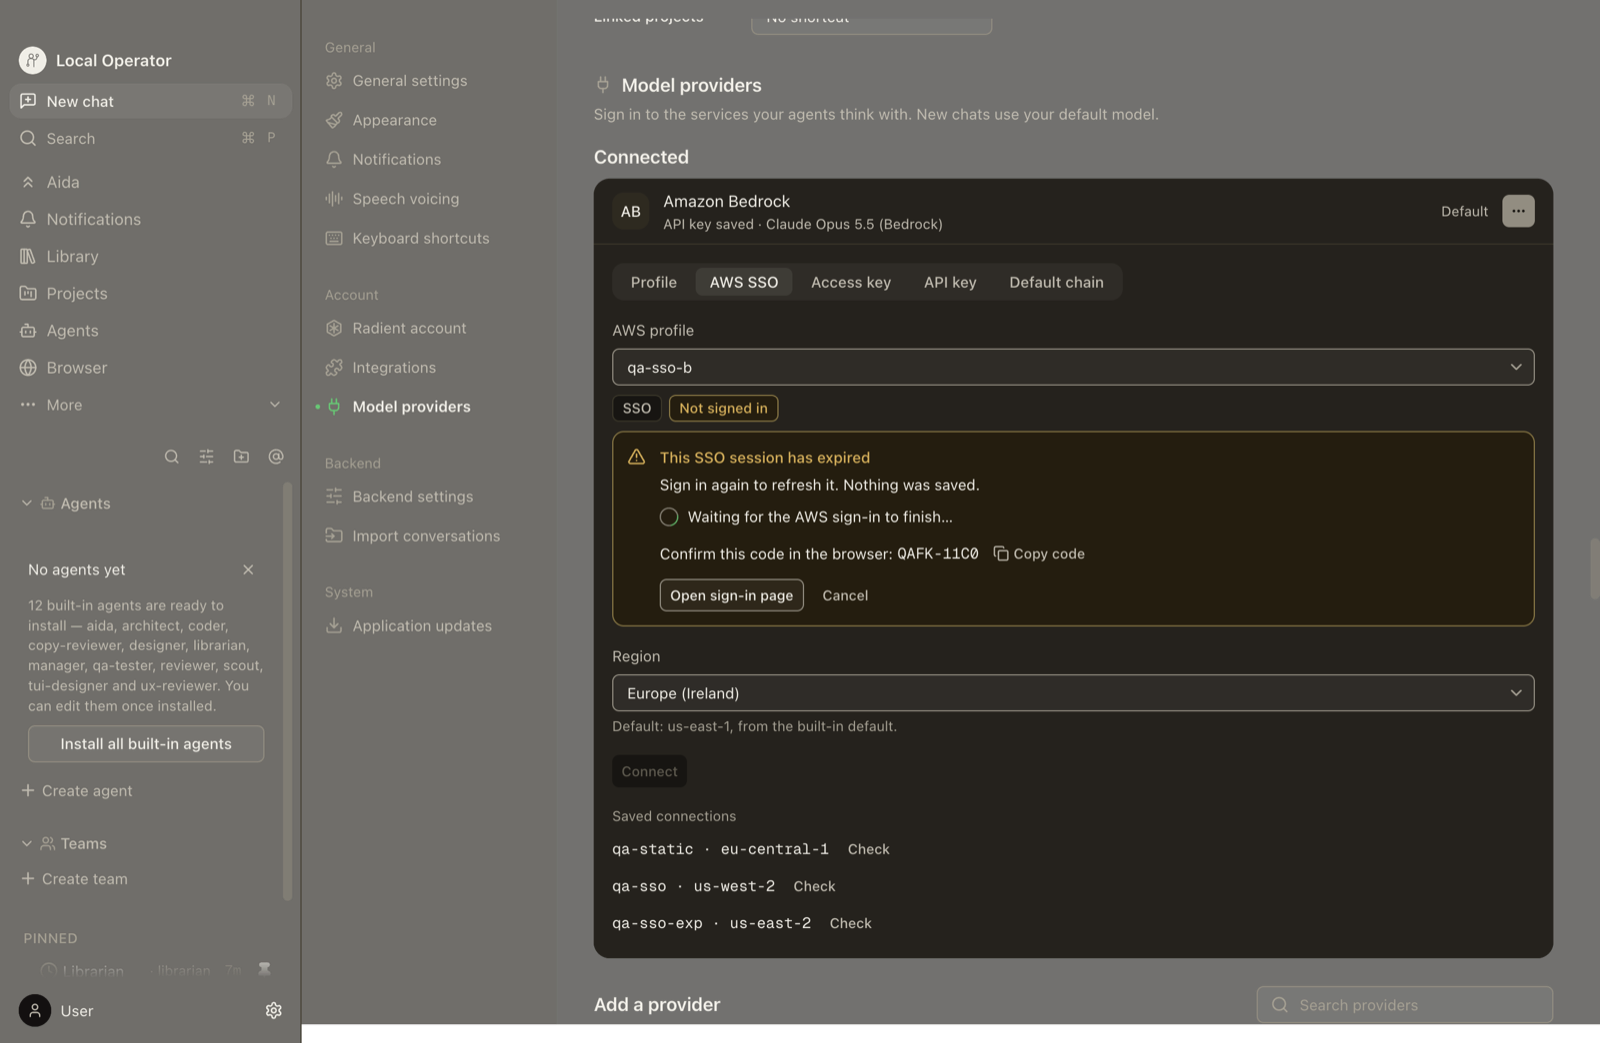 Local Operator
New chat ⌘ N
Search ⌘ P
Aida
Notifications
Library
Projects
Agents
Browser
More
Agents
No agents yet
12 built-in agents are ready to
install — aida, architect, coder,
copy-reviewer, designer, librarian,
manager, qa-tester, reviewer, scout,
tui-designer and ux-reviewer. You
can edit them once installed.
Install all built-in agents
Create agent
Teams
Create team
PINNED
Librarian · librarian 7m
User
General
General settings
Appearance
Notifications
Speech voicing
Keyboard shortcuts
Account
Radient account
Integrations
Model providers
Backend
Backend settings
Import conversations
System
Application updates
Linked projects No shortcut
Model providers
Sign in to the services your agents think with. New chats use your default model.
Connected
AB
Amazon Bedrock
API key saved · Claude Opus 5.5 (Bedrock)
Default
Profile AWS SSO Access key API key Default chain
AWS profile
qa-sso-b
SSO Not signed in
This SSO session has expired
Sign in again to refresh it. Nothing was saved.
Waiting for the AWS sign-in to finish...
Confirm this code in the browser: QAFK-11C0 Copy code
Open sign-in page Cancel
Region
Europe (Ireland)
Default: us-east-1, from the built-in default.
Connect
Saved connections
qa-static · eu-central-1 Check
qa-sso · us-west-2 Check
qa-sso-exp · us-east-2 Check
Add a provider
Search providers